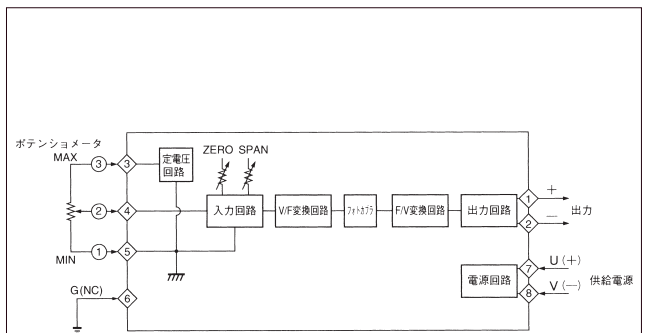 ポテンショメータ
MAX
③
3
定電圧
回路
ZERO SPAN
②
4
入力回路
V/F変換回路
フォトカプラ
F/V変換回路
出力回路
1
+
2
−
出力
①
5
MIN
G(NC)
6
電源回路
7
U(+)
8
V(−)
供給電源